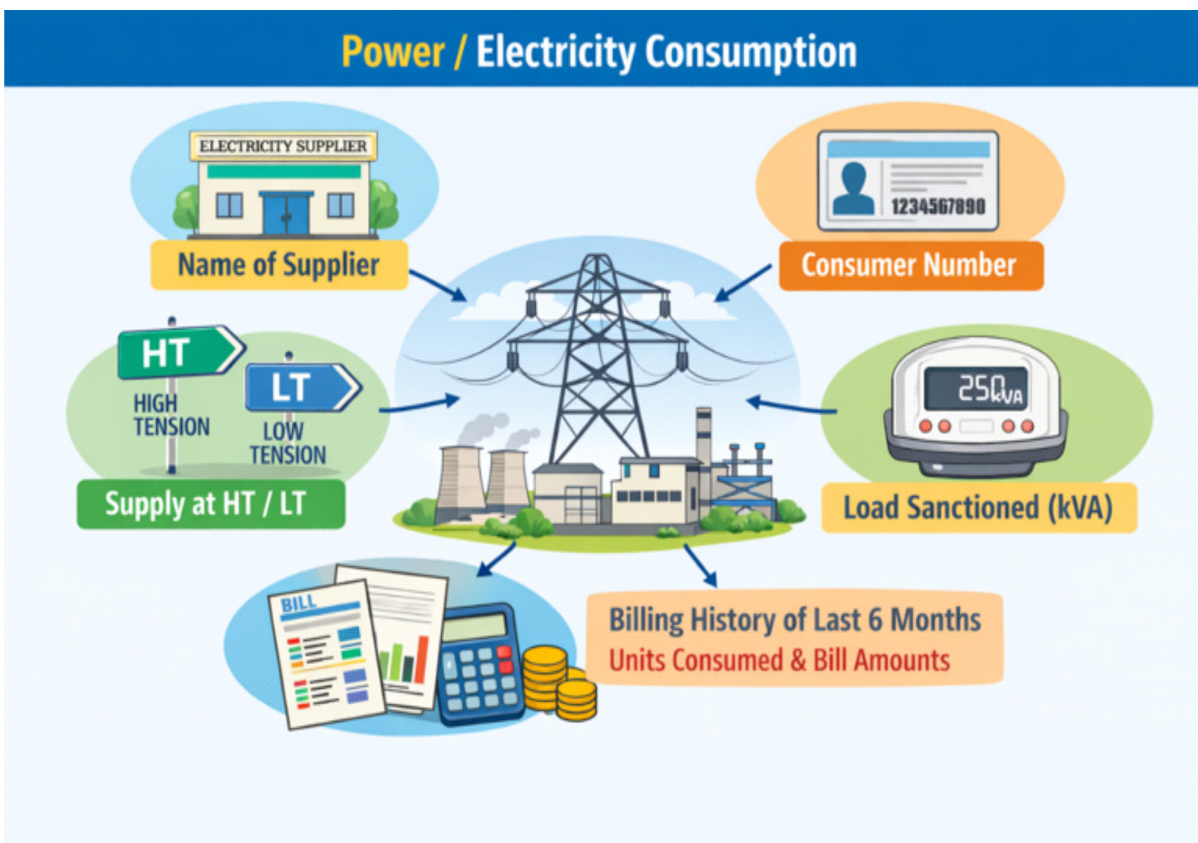 Power / Electricity Consumption
ELECTRICITY SUPPLIER
Name of Supplier
1234567890
Consumer Number
HT
HIGH
TENSION
LT
LOW
TENSION
Supply at HT / LT
250kVA
Load Sanctioned (kVA)
BILL
Billing History of Last 6 Months
Units Consumed & Bill Amounts